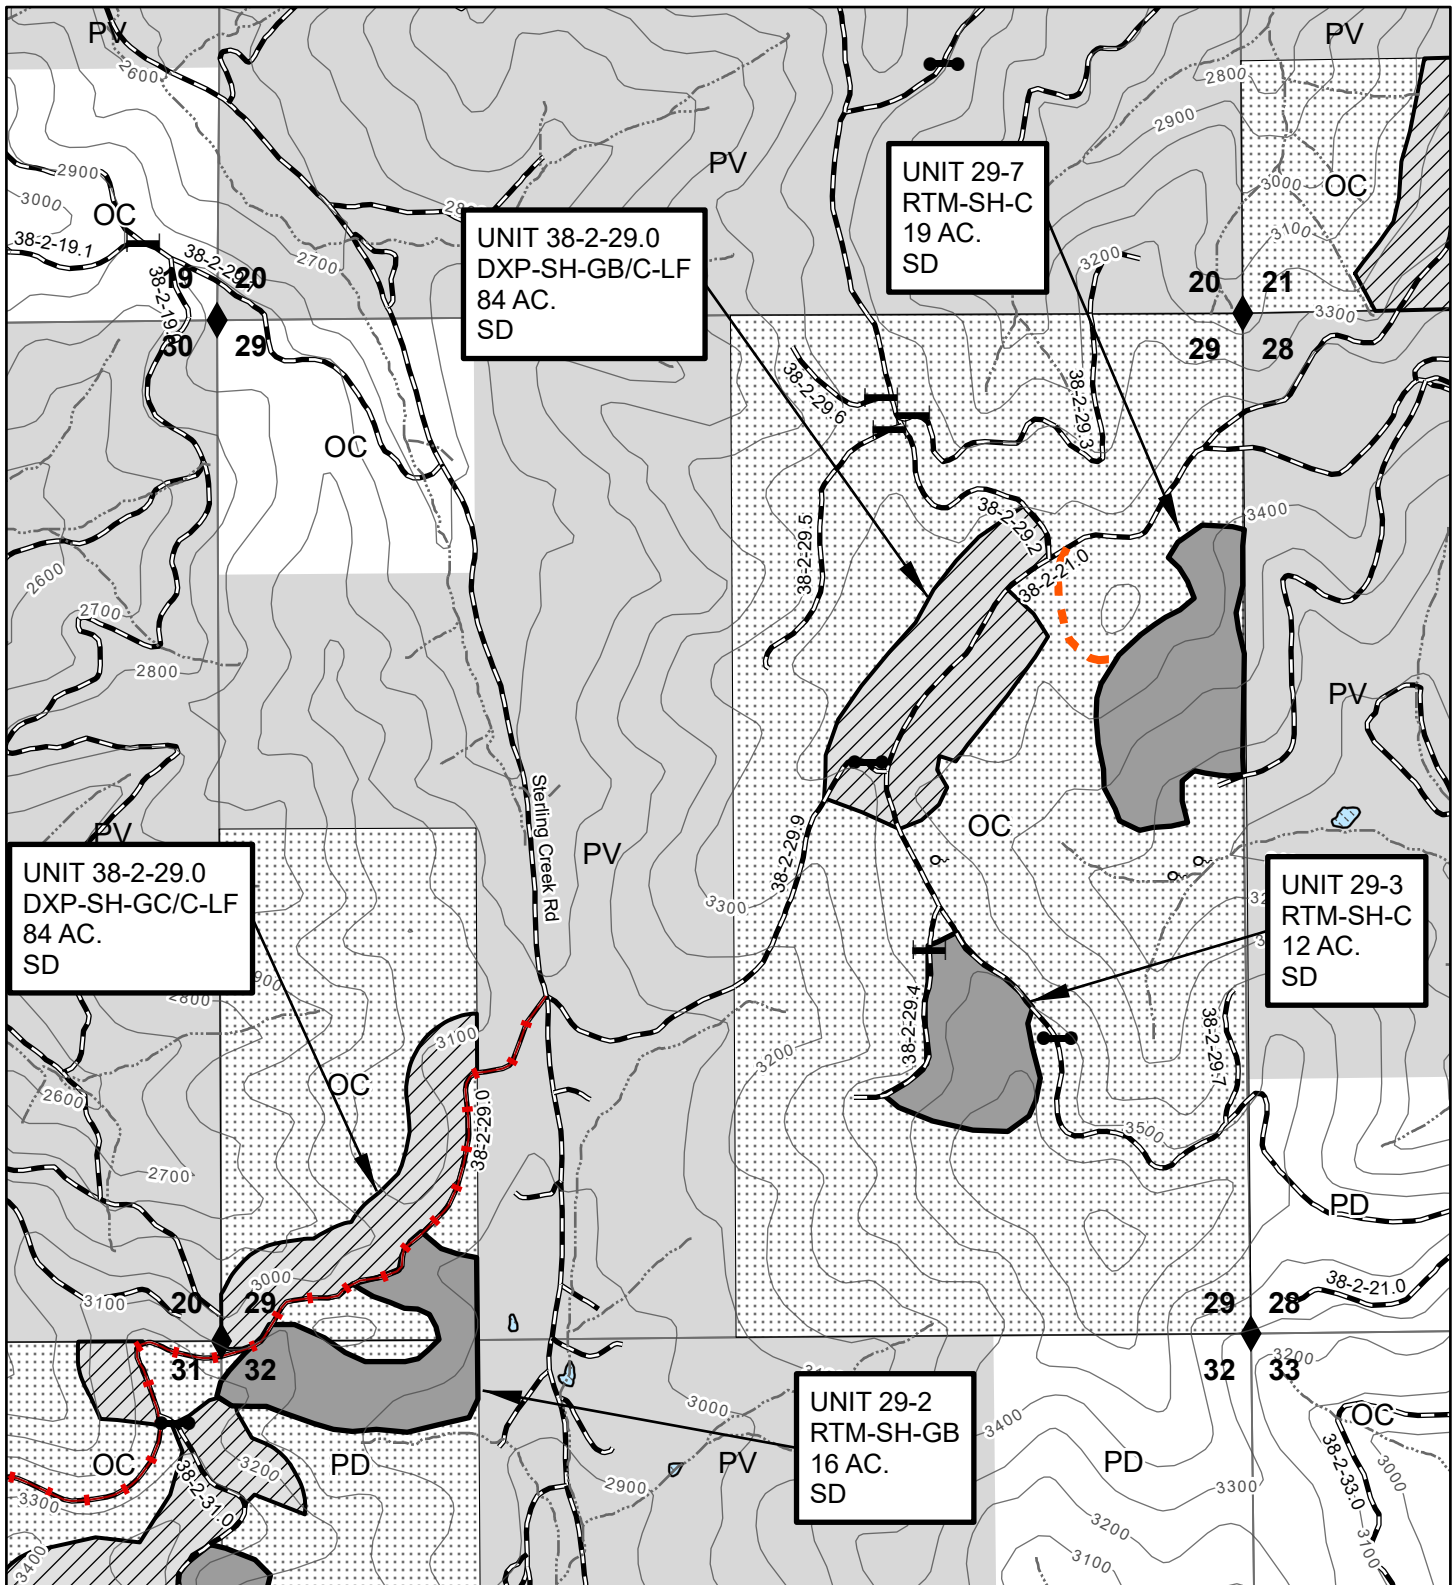 PV
PV
2600
2800
2900
PV
UNIT 29-7
RTM-SH-C
19 AC.
SD
2900
3000
OC
3000
OC
UNIT 38-2-29.0
DXP-SH-GB/C-LF
84 AC.
SD
3100
38-2-19.1
2700
3200
19
20
20
21
3300
30
29
29
28
38-2-29.6
38-2-29.3
OC
3400
38-2-29.2
38-2-29.5
38-2-21.0
2600
2700
2800
PV
Sterling Creek Rd
PV
OC
PV
38-2-29.9
UNIT 38-2-29.0
DXP-SH-GC/C-LF
84 AC.
SD
UNIT 29-3
RTM-SH-C
12 AC.
SD
3300
2800
38-2-29.4
38-2-29.7
3100
3200
OC
2600
38-2-29.0
3500
2700
PD
3000
38-2-21.0
3100
20
29
29
28
31
32
32
33
3200
UNIT 29-2
RTM-SH-GB
16 AC.
SD
3000
3400
OC
OC
3200
PD
PV
PD
38-2-31.0
38-2-33.0
3000
2900
3300
3300
3200
3400
3100
3100